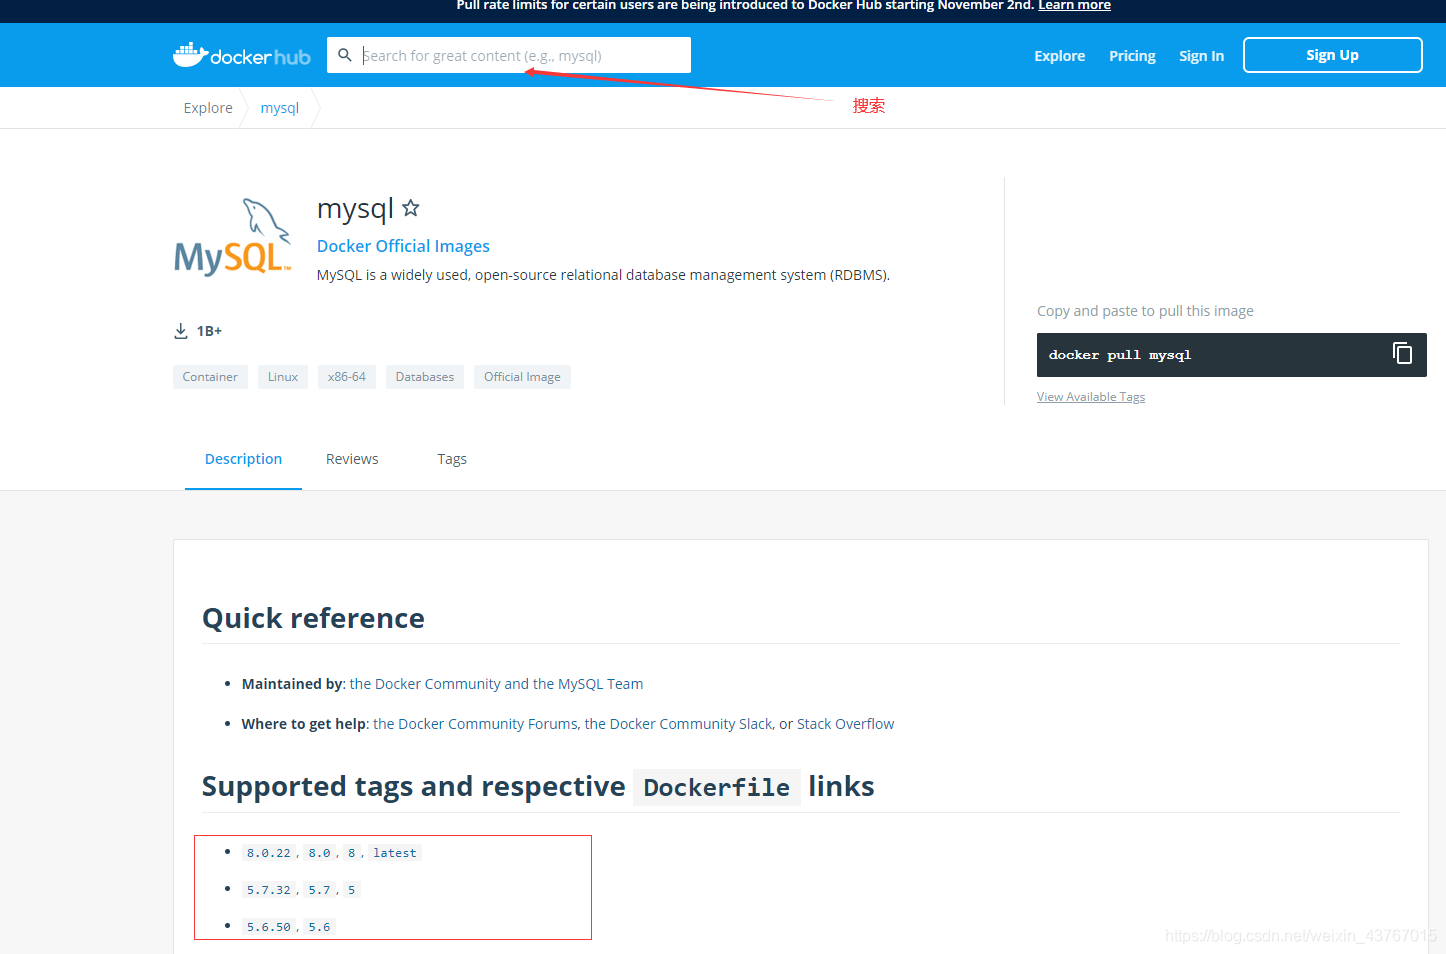 Pull rate limits for certain users are being introduced to Docker Hub starting November 2nd. Learn more
dockerhub
Search for great content (e.g., mysql)
Explore Pricing Sign In Sign Up
Explore mysql
搜索
MySQL™
mysql
Docker Official Images
MySQL is a widely used, open-source relational database management system (RDBMS).
1B+
Container Linux x86-64 Databases Official Image
Copy and paste to pull this image
docker pull mysql
View Available Tags
Description Reviews Tags
Quick reference
• Maintained by: the Docker Community and the MySQL Team
• Where to get help: the Docker Community Forums, the Docker Community Slack, or Stack Overflow
Supported tags and respective Dockerfile links
• 8.0.22, 8.0, 8, latest
• 5.7.32, 5.7, 5
• 5.6.50, 5.6
https://blog.csdn.net/weixin_43767015